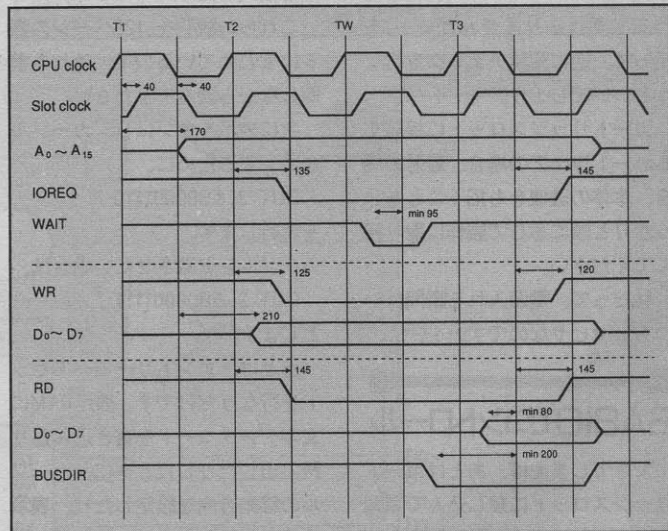 T1 T2 TW T3
CPU clock
40 40
Slot clock
170
A0～A15
135 145
IOREQ
WAIT
min 95
125 120
WR
210
D0～D7
145 145
RD
min 80
D0～D7
min 200
BUSDIR